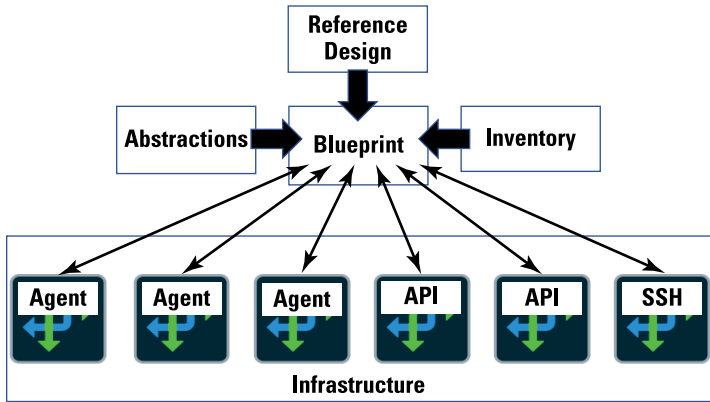 Reference
Design
Abstractions
Blueprint
Inventory
Agent
Agent
Agent
API
API
SSH
Infrastructure